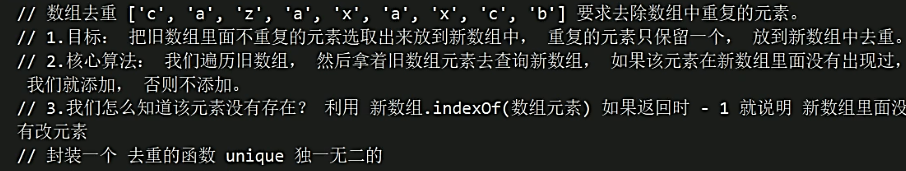 // 数组去重 ['c', 'a', 'z', 'a', 'x', 'a', 'x', 'c', 'b'] 要求去除数组中重复的元素。
// 1.目标： 把旧数组里面不重复的元素选取出来放到新数组中， 重复的元素只保留一个， 放到新数组中去重。
// 2.核心算法： 我们遍历旧数组， 然后拿着旧数组元素去查询新数组， 如果该元素在新数组里面没有出现过，
我们就添加， 否则不添加。
// 3.我们怎么知道该元素没有存在？ 利用 新数组.indexOf(数组元素) 如果返回时 - 1 就说明 新数组里面没
有改元素
// 封装一个 去重的函数 unique 独一无二的